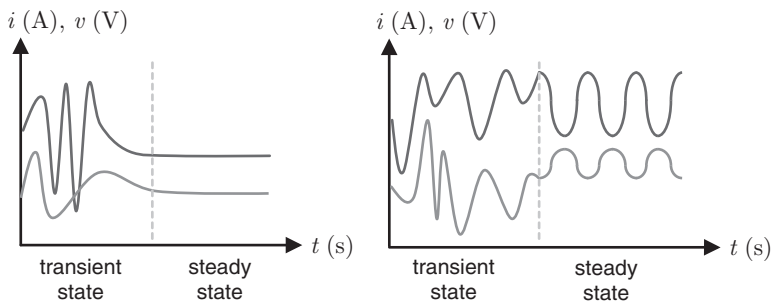 i (A), v (V)
t (s)
transient
state
steady
state
i (A), v (V)
t (s)
transient
state
steady
state